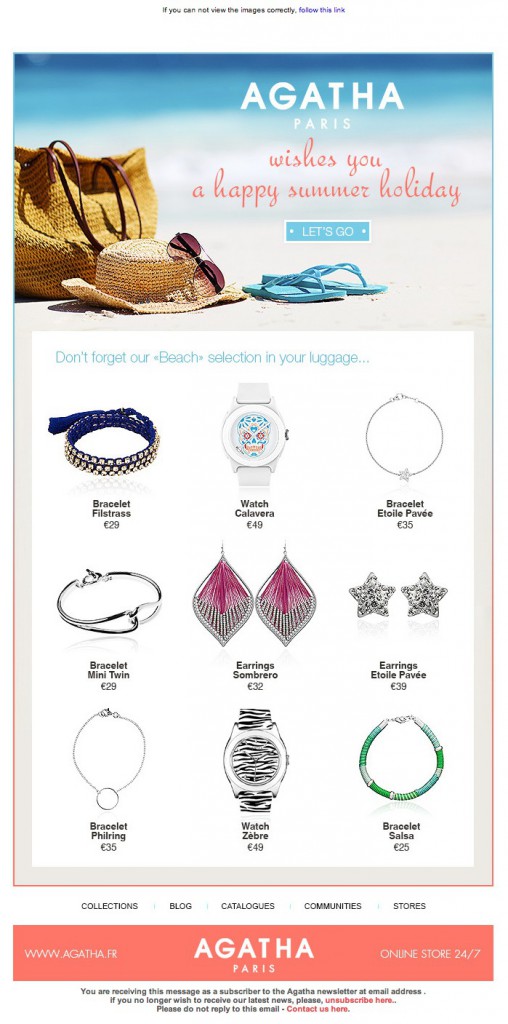 If you can not view the images correctly, follow this link
AGATHA
PARIS
wishes you
a happy summer holiday
• LET'S GO •
Don't forget our «Beach» selection in your luggage...
Bracelet
Filstrass
€29
Watch
Calavera
€49
Bracelet
Etoile Pavée
€35
Bracelet
Mini Twin
€29
Earrings
Sombrero
€32
Earrings
Etoile Pavée
€39
Bracelet
Philring
€35
Watch
Zèbre
€49
Bracelet
Salsa
€25
COLLECTIONS | BLOG | CATALOGUES | COMMUNITIES | STORES
WWW.AGATHA.FR
AGATHA
PARIS
ONLINE STORE 24/7
You are receiving this message as a subscriber to the Agatha newsletter at email address .
if you no longer wish to receive our latest news, please, unsubscribe here..
Please do not reply to this email - Contact us here.